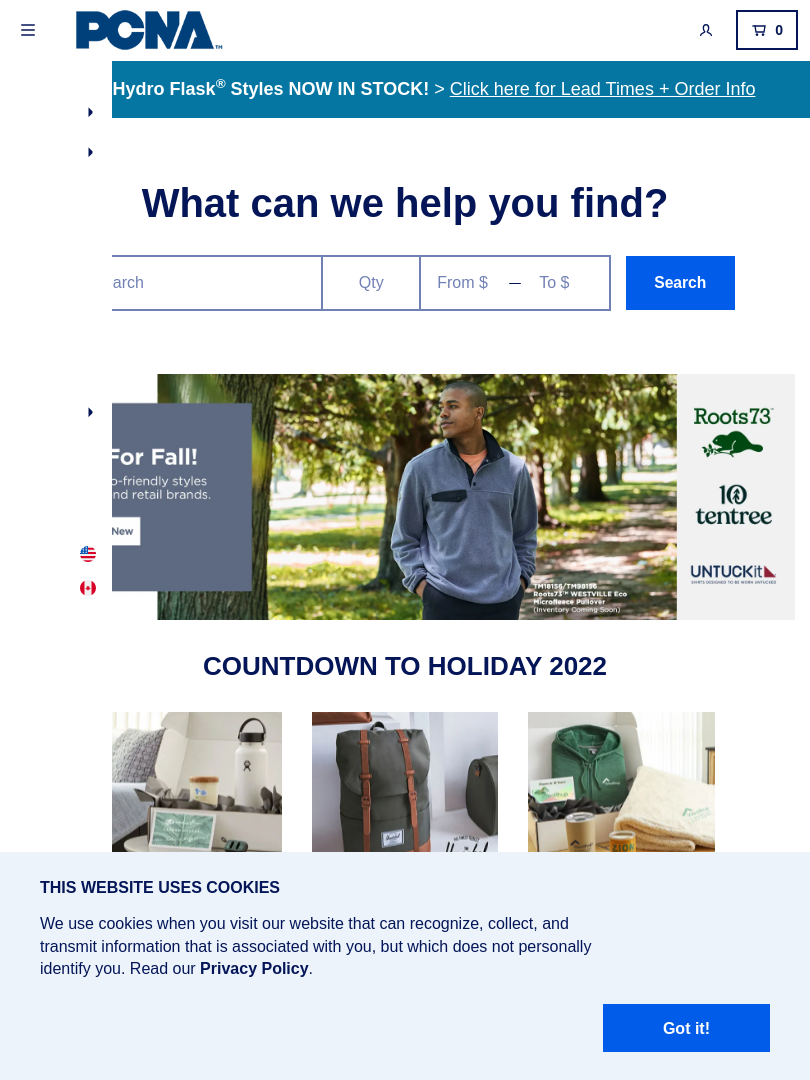 PCNA™
0
Hydro Flask® Styles NOW IN STOCK! > Click here for Lead Times + Order Info
What can we help you find?
arch
Qty
From $ — To $
Search
For Fall!
o-friendly styles
nd retail brands.
New
TM18156/TM98156
Roots73™ WESTVILLE Eco
Microfleece Pullover
(Inventory Coming Soon)
Roots73™
10
tentree
UNTUCKit
SHIRTS DESIGNED TO BE WORN UNTUCKED
COUNTDOWN TO HOLIDAY 2022
Herschel
ZION
THIS WEBSITE USES COOKIES
We use cookies when you visit our website that can recognize, collect, and
transmit information that is associated with you, but which does not personally
identify you. Read our Privacy Policy.
Got it!